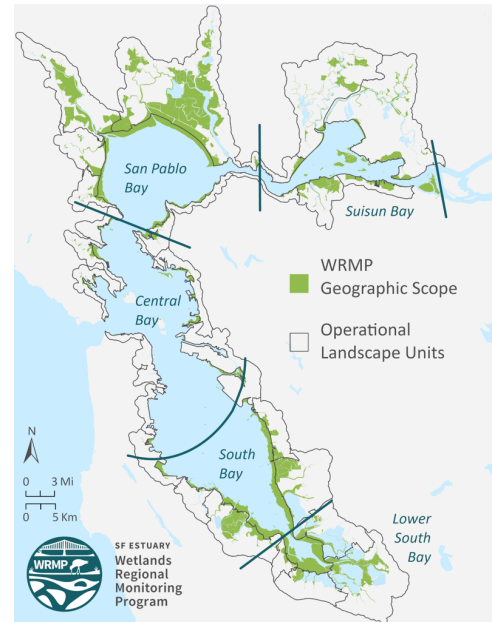 San Pablo
Bay
Suisun Bay
WRMP
Geographic Scope
Central
Bay
Operational
Landscape Units
N
0 3 Mi
0 5 Km
South
Bay
Lower
South
Bay
WRMP
SF ESTUARY
Wetlands
Regional
Monitoring
Program